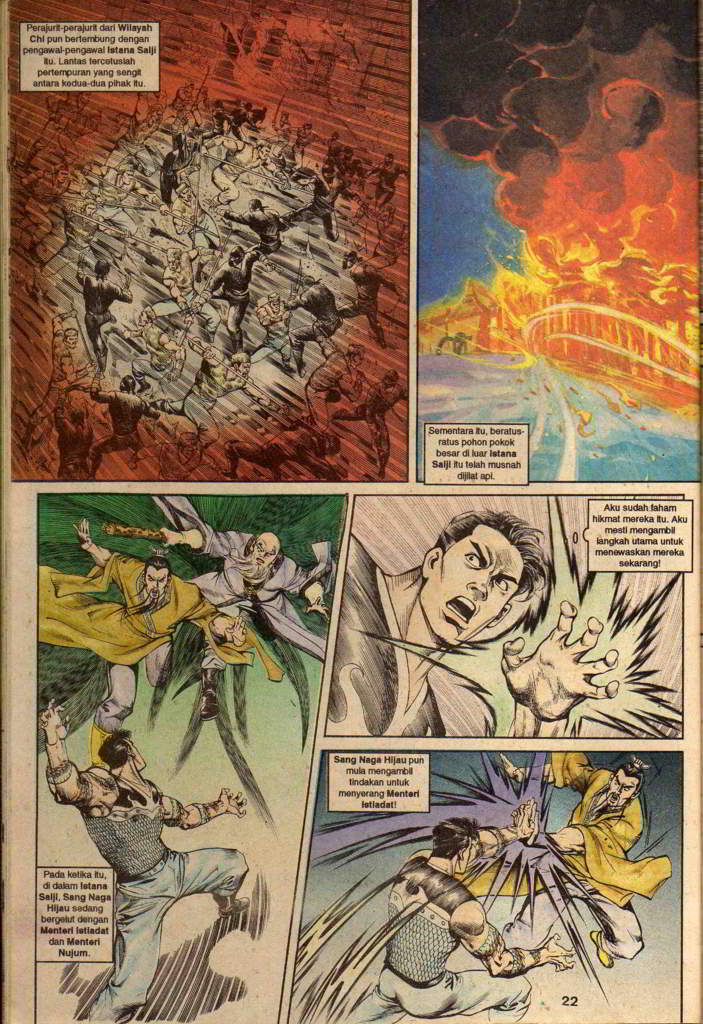 Perajurit-perajurit dari Wilayah
Chi pun bertembung dengan
pengawal-pengawal Istana Salji
itu. Lantas tercetuslah
pertempuran yang sengit
antara kedua-dua pihak itu.
Sementara itu, beratus-
ratus pohon pokok
besar di luar Istana
Salji itu telah musnah
dijilat api.
Aku sudah faham
hikmat mereka itu. Aku
mesti mengambil
langkah utama untuk
menewaskan mereka
sekarang!
Pada ketika itu,
di dalam Istana
Salji, Sang Naga
Hijau sedang
bergelut dengan
Menteri Istiadat
dan Menteri
Nujum.
Sang Naga Hijau pun
mula mengambil
tindakan untuk
menyerang Menteri
Istiadat!
22